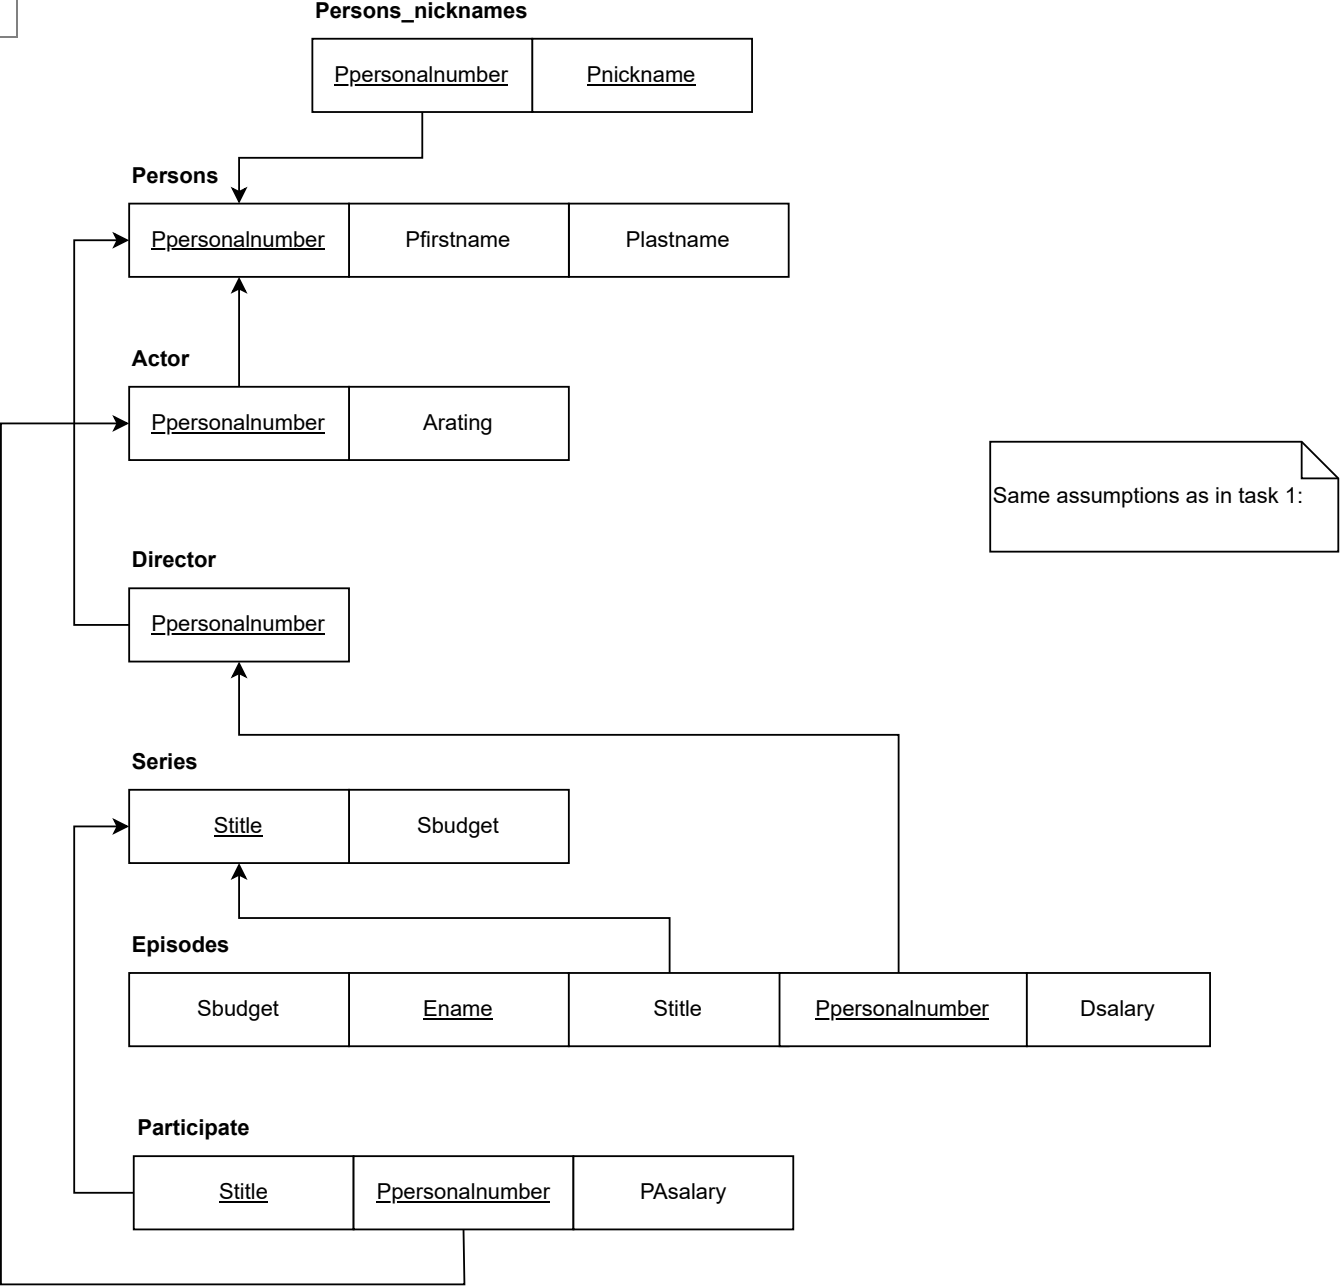 Persons_nicknames
Ppersonalnumber Pnickname
Persons
Ppersonalnumber Pfirstname Plastname
Actor
Ppersonalnumber Arating
Same assumptions as in task 1:
Director
Ppersonalnumber
Series
Stitle Sbudget
Episodes
Sbudget Ename Stitle Ppersonalnumber Dsalary
Participate
Stitle Ppersonalnumber PAsalary